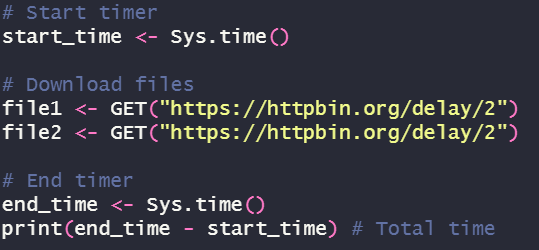 # Start timer
start_time <- Sys.time()
# Download files
file1 <- GET("https://httpbin.org/delay/2")
file2 <- GET("https://httpbin.org/delay/2")
# End timer
end_time <- Sys.time()
print(end_time - start_time) # Total time